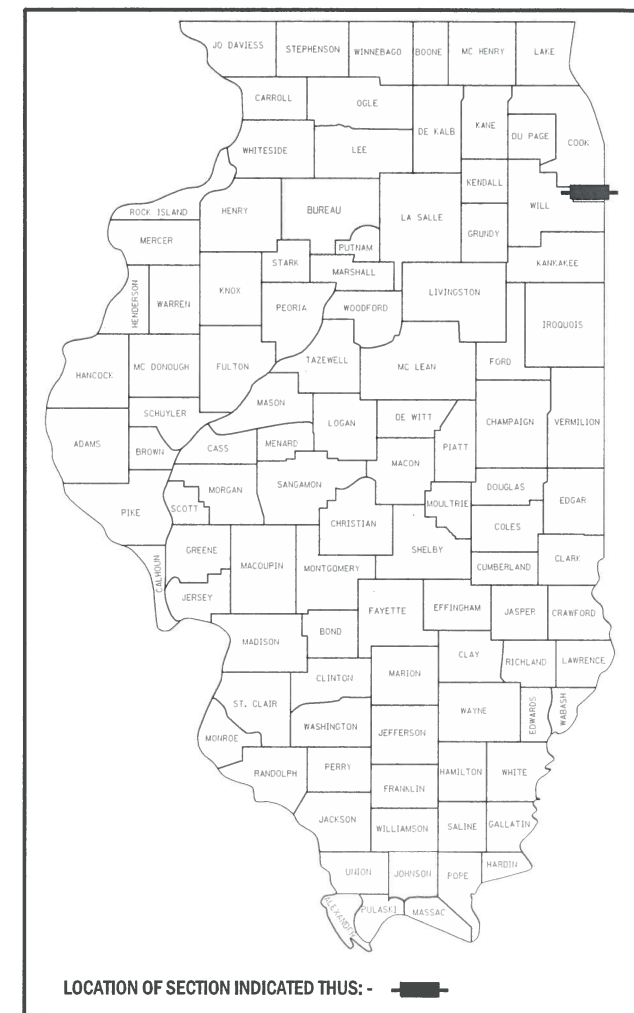 JO DAVIESS
STEPHENSON
WINNEBAGO
BOONE
MC HENRY
LAKE
CARROLL
OGLE
DE KALB
KANE
DU PAGE
COOK
WHITESIDE
LEE
KENDALL
WILL
ROCK ISLAND
HENRY
BUREAU
LA SALLE
GRUNDY
MERCER
PUTNAM
STARK
MARSHALL
KANKAKEE
HENDERSON
WARREN
KNOX
PEORIA
WOODFORD
LIVINGSTON
IROQUOIS
HANCOCK
MC DONOUGH
FULTON
TAZEWELL
MC LEAN
FORD
MASON
SCHUYLER
LOGAN
DE WITT
CHAMPAIGN
VERMILION
ADAMS
BROWN
CASS
MENARD
PIATT
MACON
MORGAN
SANGAMON
DOUGLAS
EDGAR
PIKE
SCOTT
CHRISTIAN
MOULTRIE
COLES
GREENE
MACOUPIN
MONTGOMERY
SHELBY
CUMBERLAND
CLARK
CALHOUN
JERSEY
FAYETTE
EFFINGHAM
JASPER
CRAWFORD
MADISON
BOND
CLAY
RICHLAND
LAWRENCE
CLINTON
MARION
ST. CLAIR
WAYNE
EDWARDS
WABASH
MONROE
WASHINGTON
JEFFERSON
RANDOLPH
PERRY
HAMILTON
WHITE
FRANKLIN
JACKSON
WILLIAMSON
SALINE
GALLATIN
UNION
JOHNSON
POPE
HARDIN
ALEXANDER
PULASKI
MASSAC
LOCATION OF SECTION INDICATED THUS: -